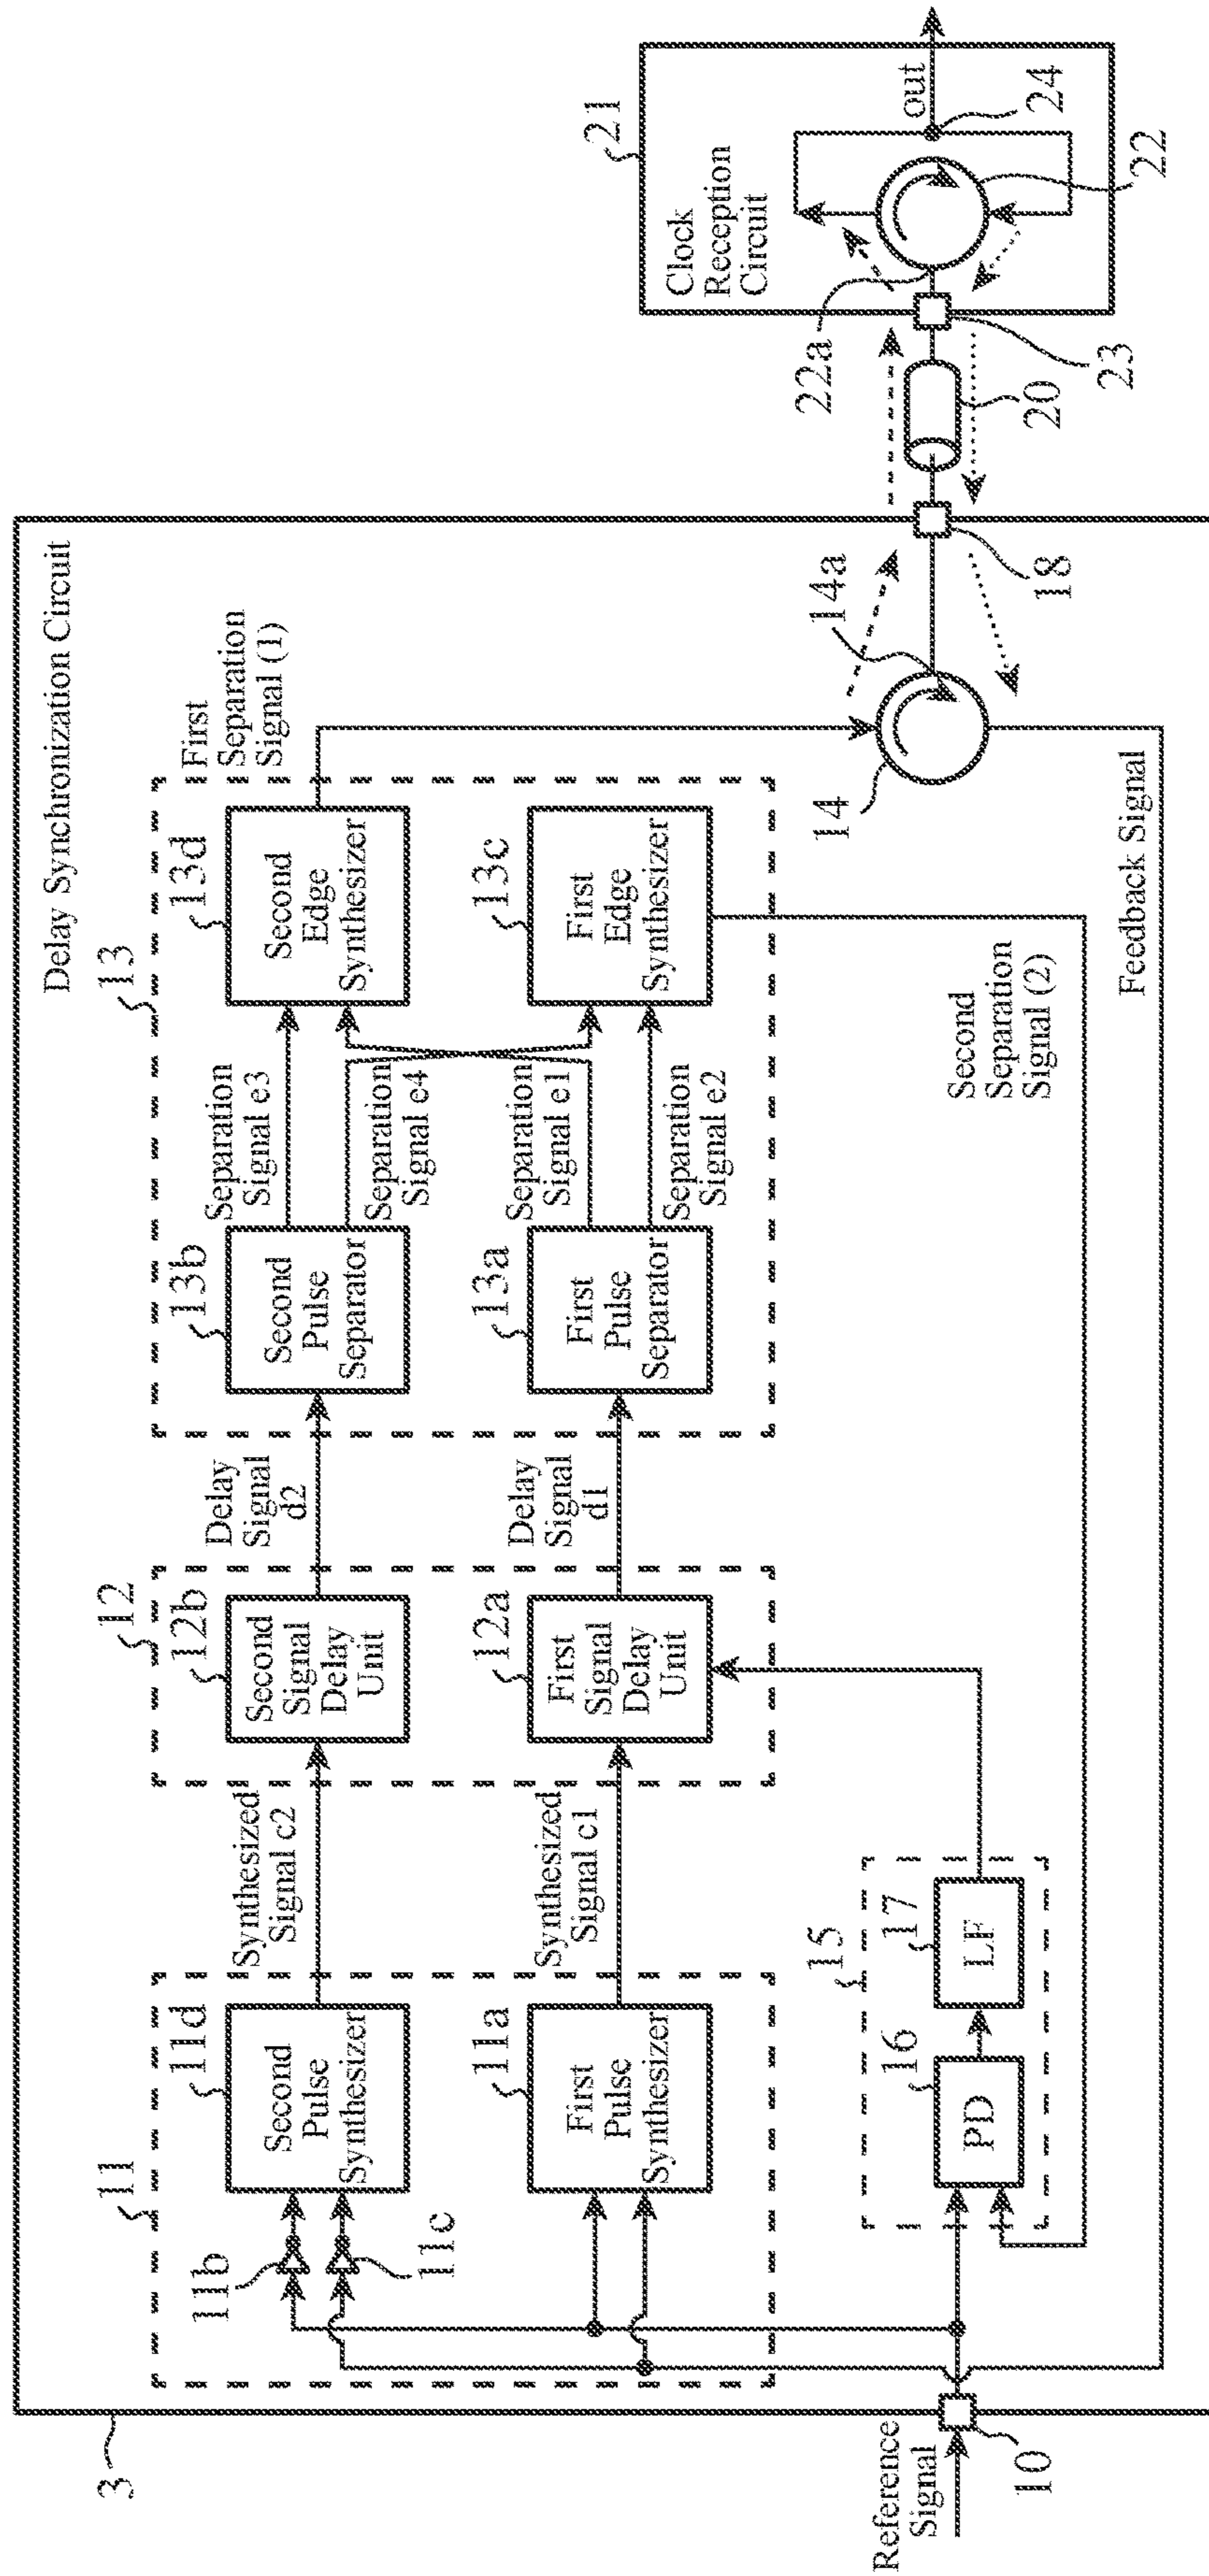 Delay Synchronization Circuit
3
11
12
13
11d
12b
13b
13d
11b
11c
Second
Pulse
Synthesizer
Synthesized
Signal c2
Second
Signal
Delay
Unit
Delay
Signal
d2
Second
Pulse
Separator
Separation
Signal e3
Separation
Signal e4
Second
Edge
Synthesizer
First
Separation
Signal (1)
11a
12a
13a
13c
First
Pulse
Synthesizer
Synthesized
Signal c1
First
Signal
Delay
Unit
Delay
Signal
d1
First
Pulse
Separator
Separation
Signal e1
Separation
Signal e2
First
Edge
Synthesizer
15
16
17
PD
LF
Reference
Signal
10
Second
Separation
Signal (2)
Feedback Signal
14
14a
18
20
21
Clock
Reception
Circuit
22a
23
out
24
22